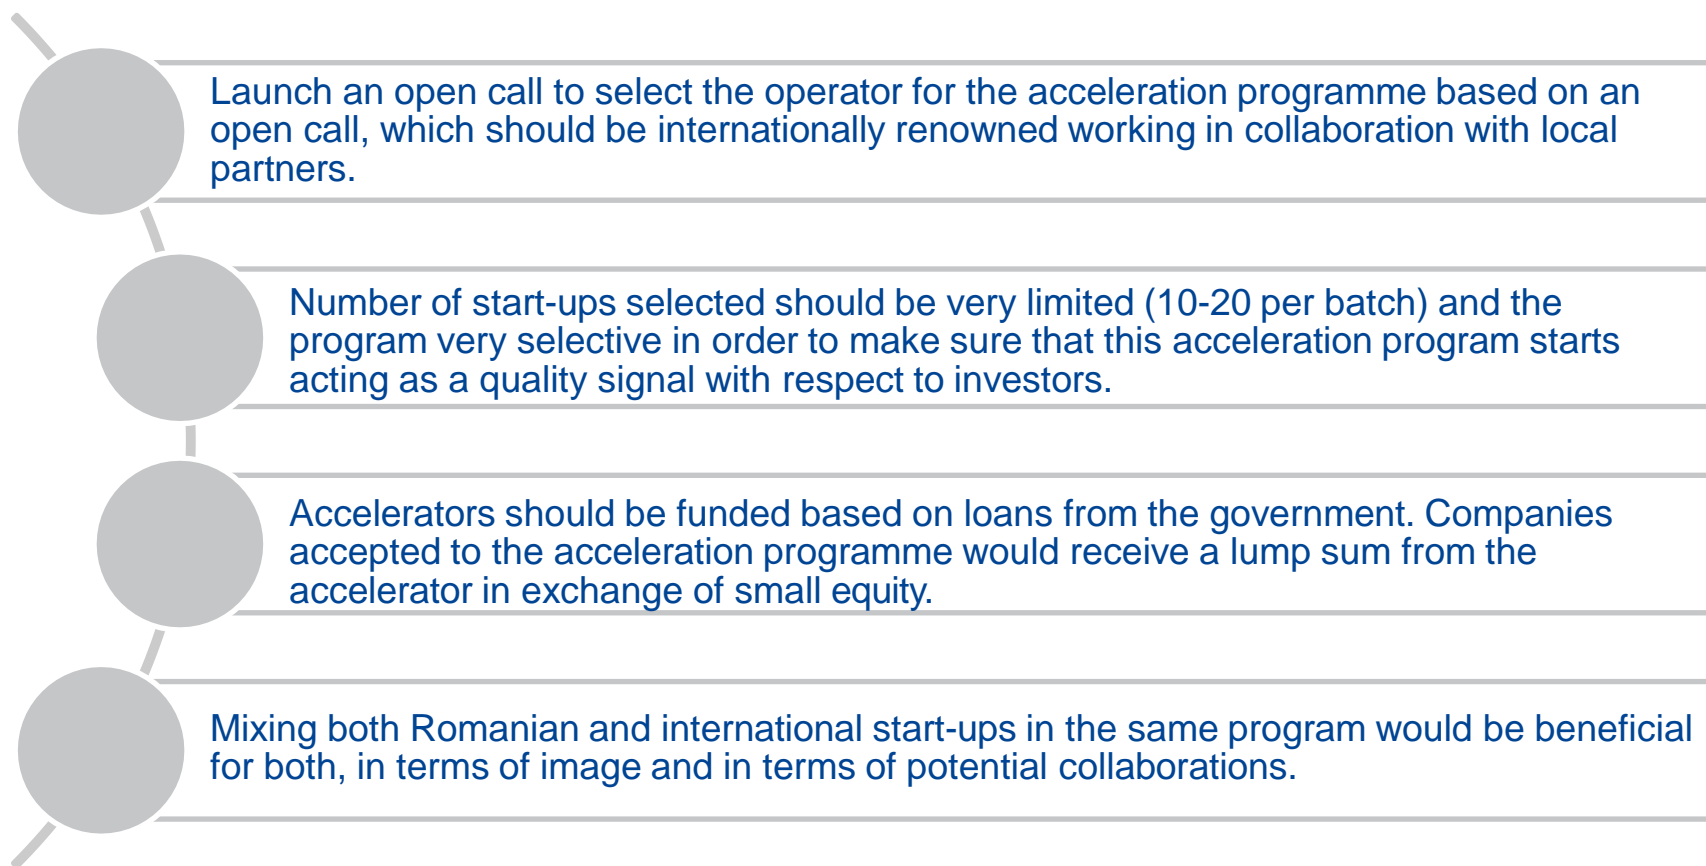 Launch an open call to select the operator for the acceleration programme based on an
open call, which should be internationally renowned working in collaboration with local
partners.
Number of start-ups selected should be very limited (10-20 per batch) and the
program very selective in order to make sure that this acceleration program starts
acting as a quality signal with respect to investors.
Accelerators should be funded based on loans from the government. Companies
accepted to the acceleration programme would receive a lump sum from the
accelerator in exchange of small equity.
Mixing both Romanian and international start-ups in the same program would be beneficial
for both, in terms of image and in terms of potential collaborations.